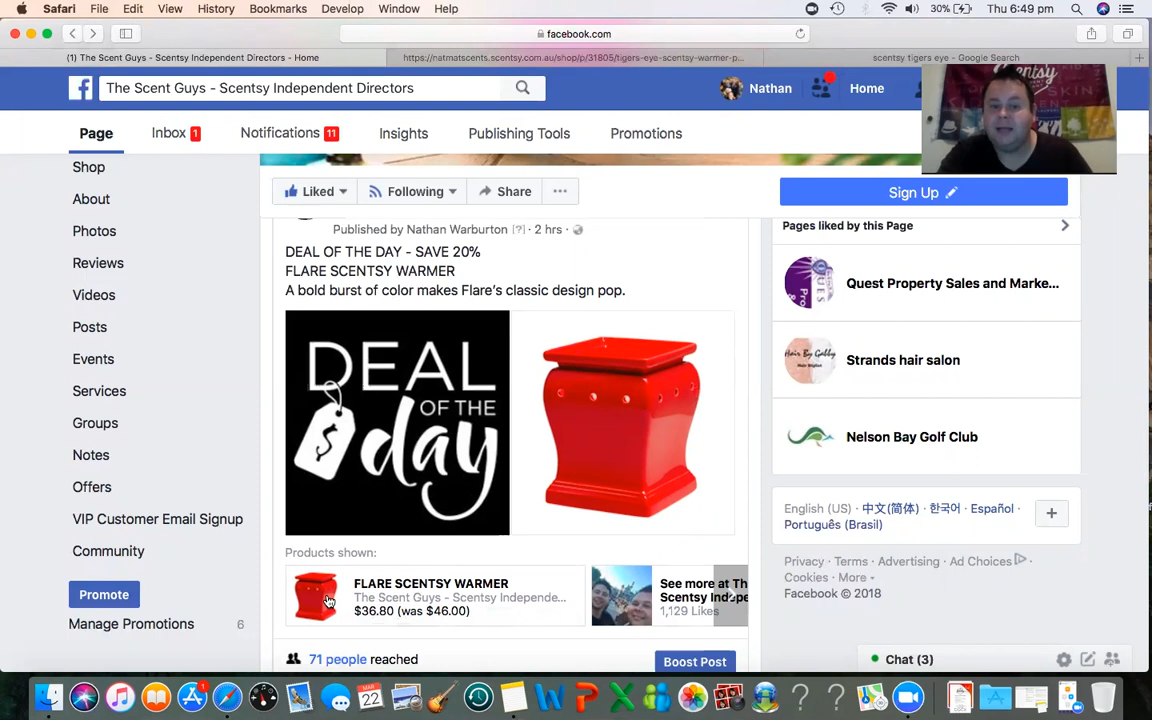 Safari File Edit View History Bookmarks Develop Window Help
30% Thu 6:49 pm
facebook.com
(1) The Scent Guys - Scentsy Independent Directors - Home
https://natmatscents.scentsy.com.au/shop/p/31805/tigers-eye-scentsy-warmer-p...
scentsy tigers eye - Google Search
The Scent Guys - Scentsy Independent Directors
Nathan
Home
Page
Inbox 1
Notifications 11
Insights
Publishing Tools
Promotions
Scentsy
SKIN
Shop
About
Photos
Reviews
Videos
Posts
Events
Services
Groups
Notes
Offers
VIP Customer Email Signup
Community
Promote
Manage Promotions 6
Liked
Following
Share
Sign Up
Published by Nathan Warburton [?] · 2 hrs ·
DEAL OF THE DAY - SAVE 20%
FLARE SCENTSY WARMER
A bold burst of color makes Flare's classic design pop.
DEAL
OF THE
$ day
Products shown:
FLARE SCENTSY WARMER
The Scent Guys - Scentsy Independe...
$36.80 (was $46.00)
See more at Th
Scentsy Indepe
1,129 Likes
71 people reached
Boost Post
Pages liked by this Page
Quest Property Sales and Marke...
Strands hair salon
Nelson Bay Golf Club
English (US) · 中文(简体) · 한국어 · Español ·
Português (Brasil)
Privacy · Terms · Advertising · Ad Choices ·
Cookies · More
Facebook © 2018
Chat (3)
1
MAR
22